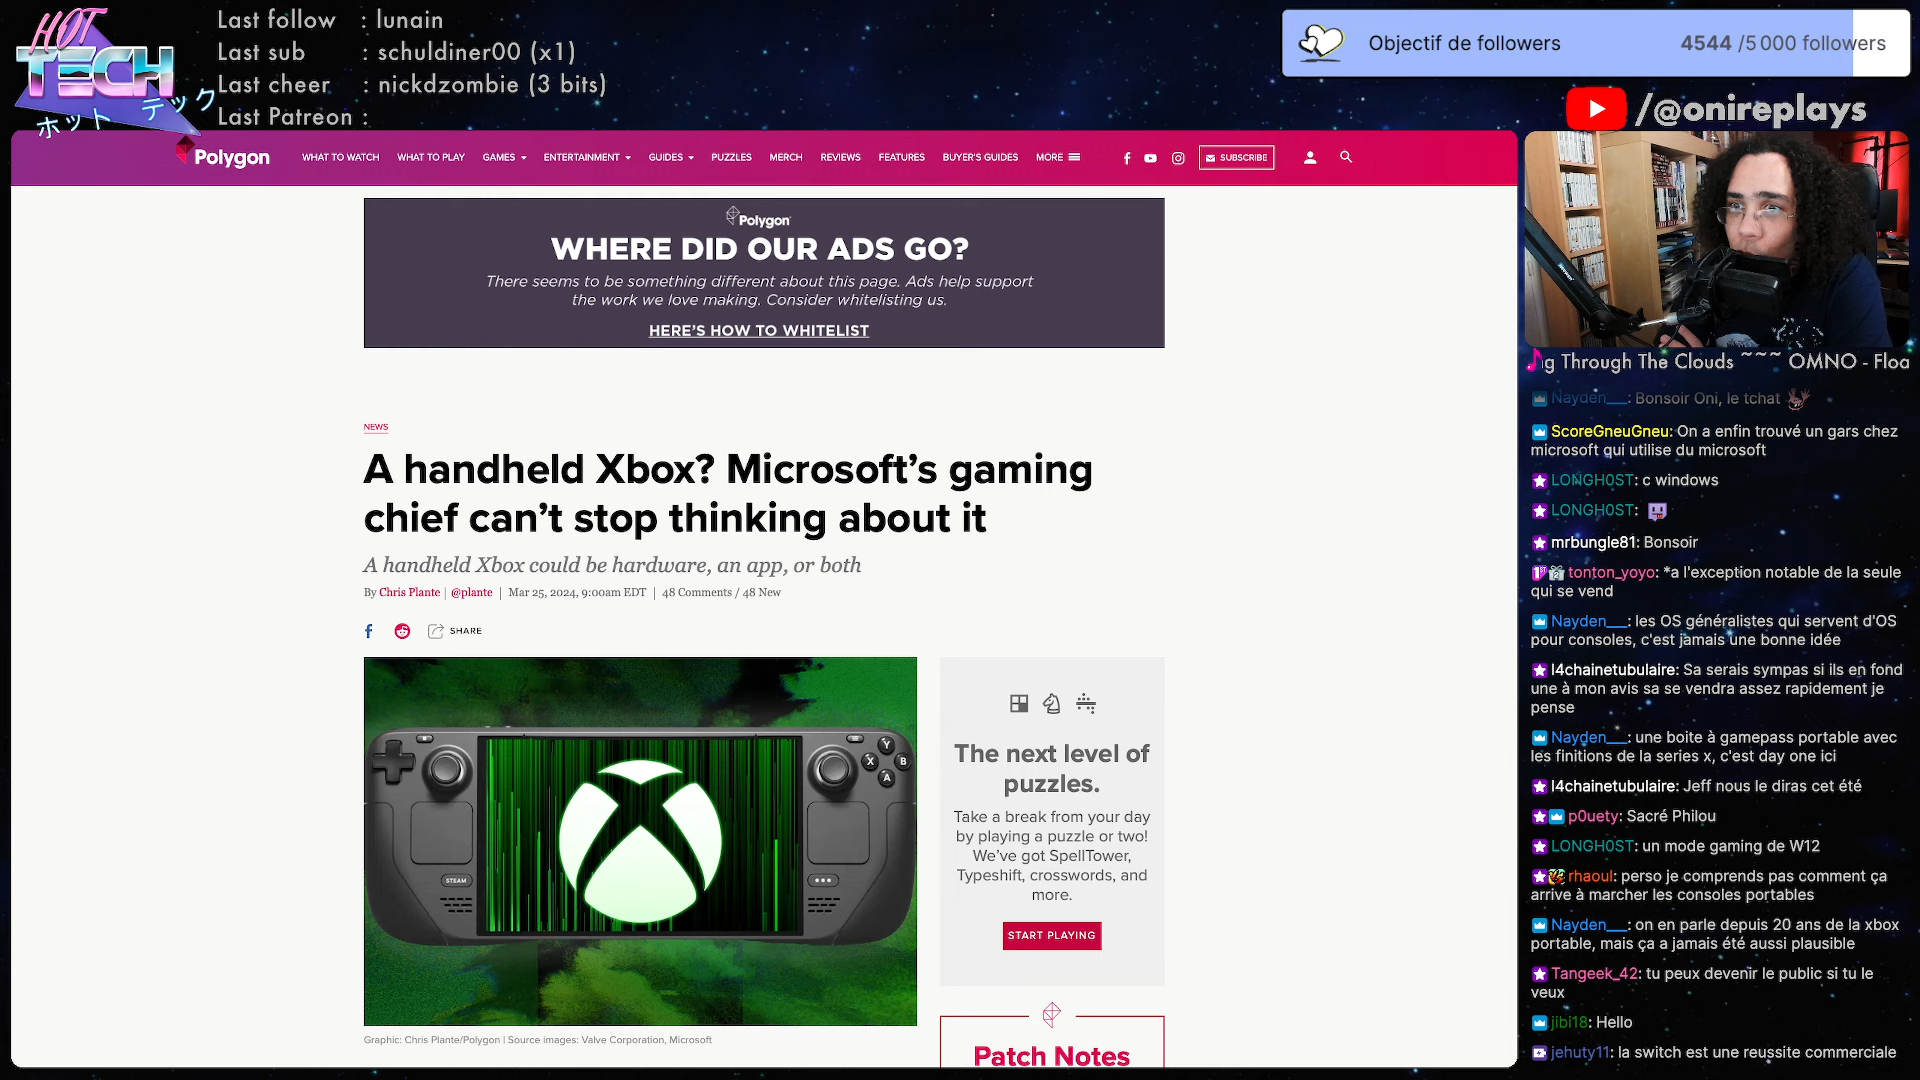 HOT
TECH
ホット テック
Last follow : lunain
Last sub : schuldiner00 (x1)
Last cheer : nickdzombie (3 bits)
Last Patreon :
Objectif de followers 4544 /5 000 followers
/@onireplays
Polygon WHAT TO WATCH WHAT TO PLAY GAMES ENTERTAINMENT GUIDES PUZZLES MERCH REVIEWS FEATURES BUYER'S GUIDES MORE SUBSCRIBE
Polygon
WHERE DID OUR ADS GO?
There seems to be something different about this page. Ads help support
the work we love making. Consider whitelisting us.
HERE'S HOW TO WHITELIST
NEWS
A handheld Xbox? Microsoft's gaming
chief can't stop thinking about it
A handheld Xbox could be hardware, an app, or both
By Chris Plante | @plante | Mar 25, 2024, 9:00am EDT | 48 Comments / 48 New
SHARE
Y
X B
A
STEAM
Graphic: Chris Plante/Polygon | Source images: Valve Corporation, Microsoft
The next level of
puzzles.
Take a break from your day
by playing a puzzle or two!
We've got SpellTower,
Typeshift, crosswords, and
more.
START PLAYING
Patch Notes
g Through The Clouds ~~~ OMNO - Floa
Nayden__: Bonsoir Oni, le tchat
ScoreGneuGneu: On a enfin trouvé un gars chez
microsoft qui utilise du microsoft
LONGH0ST: c windows
LONGH0ST:
mrbungle81: Bonsoir
tonton_yoyo: *a l'exception notable de la seule
qui se vend
Nayden__: les OS généralistes qui servent d'OS
pour consoles, c'est jamais une bonne idée
l4chainetubulaire: Sa serais sympas si ils en fond
une à mon avis sa se vendra assez rapidement je
pense
Nayden__: une boite à gamepass portable avec
les finitions de la series x, c'est day one ici
l4chainetubulaire: Jeff nous le diras cet été
p0uety: Sacré Philou
LONGH0ST: un mode gaming de W12
rhaoul: perso je comprends pas comment ça
arrive à marcher les consoles portables
Nayden__: on en parle depuis 20 ans de la xbox
portable, mais ça a jamais été aussi plausible
Tangeek_42: tu peux devenir le public si tu le
veux
jibi18: Hello
jehuty11: la switch est une reussite commerciale